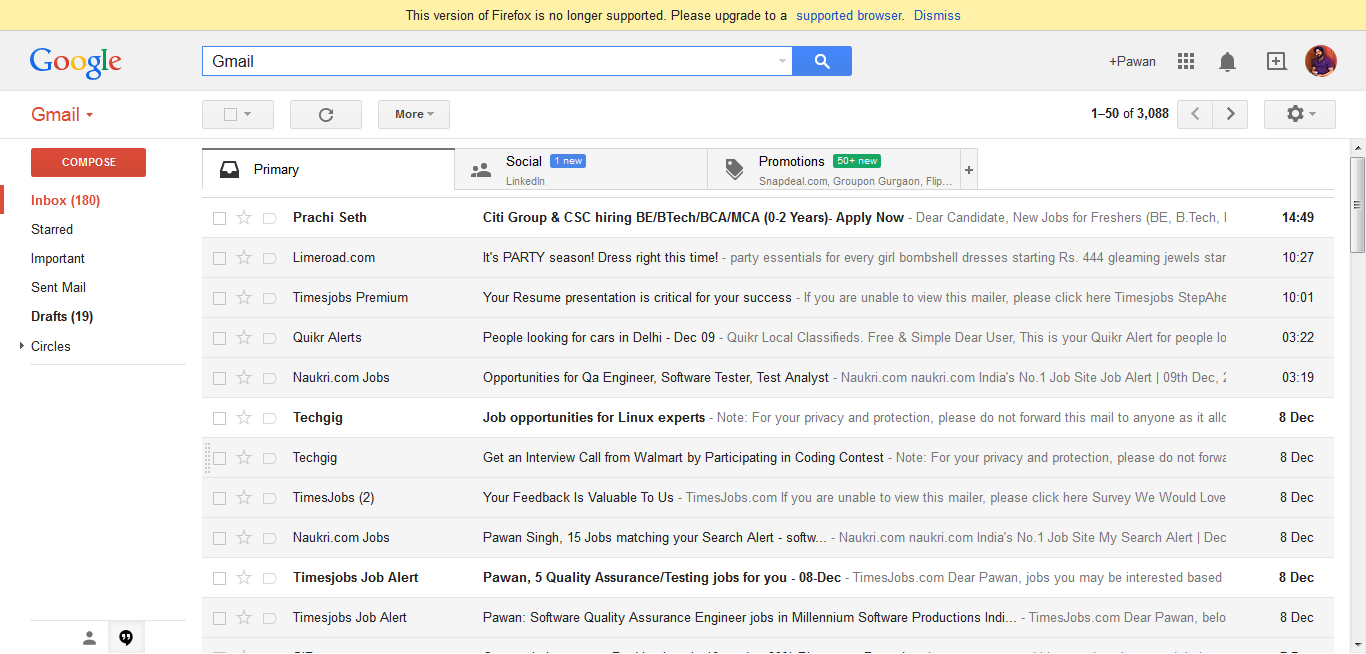 This version of Firefox is no longer supported. Please upgrade to a supported browser. Dismiss
Google
Gmail
+Pawan
Gmail
More
1–50 of 3,088
COMPOSE
Inbox (180)
Starred
Important
Sent Mail
Drafts (19)
Circles
Primary
Social 1 new
LinkedIn
Promotions 50+ new
Snapdeal.com, Groupon Gurgaon, Flip...
+
Prachi Seth Citi Group & CSC hiring BE/BTech/BCA/MCA (0-2 Years)- Apply Now - Dear Candidate, New Jobs for Freshers (BE, B.Tech, 14:49
Limeroad.com It's PARTY season! Dress right this time! - party essentials for every girl bombshell dresses starting Rs. 444 gleaming jewels star 10:27
Timesjobs Premium Your Resume presentation is critical for your success - If you are unable to view this mailer, please click here Timesjobs StepAhe 10:01
Quikr Alerts People looking for cars in Delhi - Dec 09 - Quikr Local Classifieds. Free & Simple Dear User, This is your Quikr Alert for people lo 03:22
Naukri.com Jobs Opportunities for Qa Engineer, Software Tester, Test Analyst - Naukri.com naukri.com India's No.1 Job Site Job Alert | 09th Dec, 2 03:19
Techgig Job opportunities for Linux experts - Note: For your privacy and protection, please do not forward this mail to anyone as it allo 8 Dec
Techgig Get an Interview Call from Walmart by Participating in Coding Contest - Note: For your privacy and protection, please do not forwa 8 Dec
TimesJobs (2) Your Feedback Is Valuable To Us - TimesJobs.com If you are unable to view this mailer, please click here Survey We Would Love 8 Dec
Naukri.com Jobs Pawan Singh, 15 Jobs matching your Search Alert - softw... - Naukri.com naukri.com India's No.1 Job Site My Search Alert | Dec 8 Dec
Timesjobs Job Alert Pawan, 5 Quality Assurance/Testing jobs for you - 08-Dec - TimesJobs.com Dear Pawan, jobs you may be interested based 8 Dec
Timesjobs Job Alert Pawan: Software Quality Assurance Engineer jobs in Millennium Software Productions Indi... - TimesJobs.com Dear Pawan, belo 8 Dec